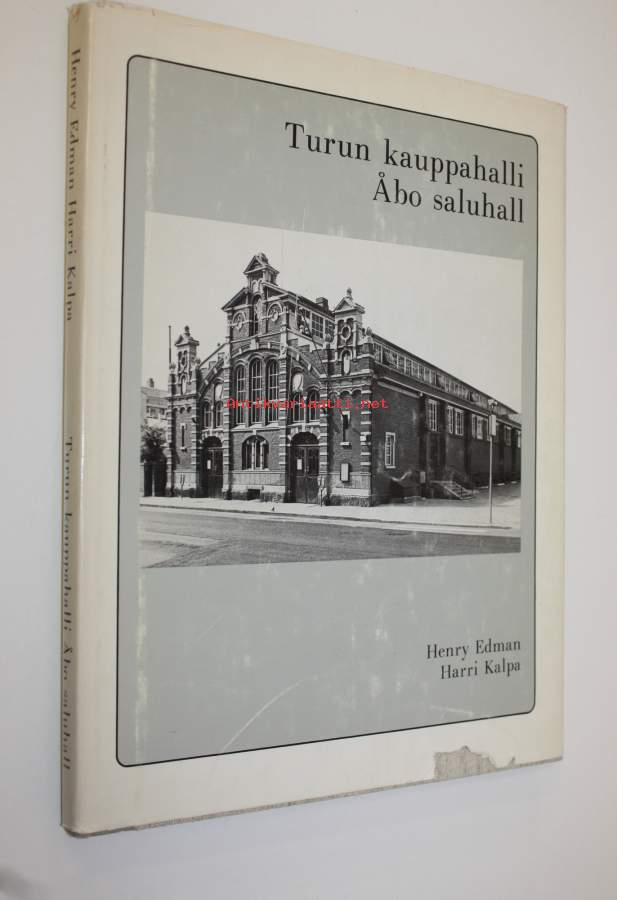 Turun kauppahalli
Åbo saluhall
Antikvariaatti.net
Henry Edman
Harri Kalpa
Henry Edman Harri Kalpa Turun kauppahalli Åbo saluhall